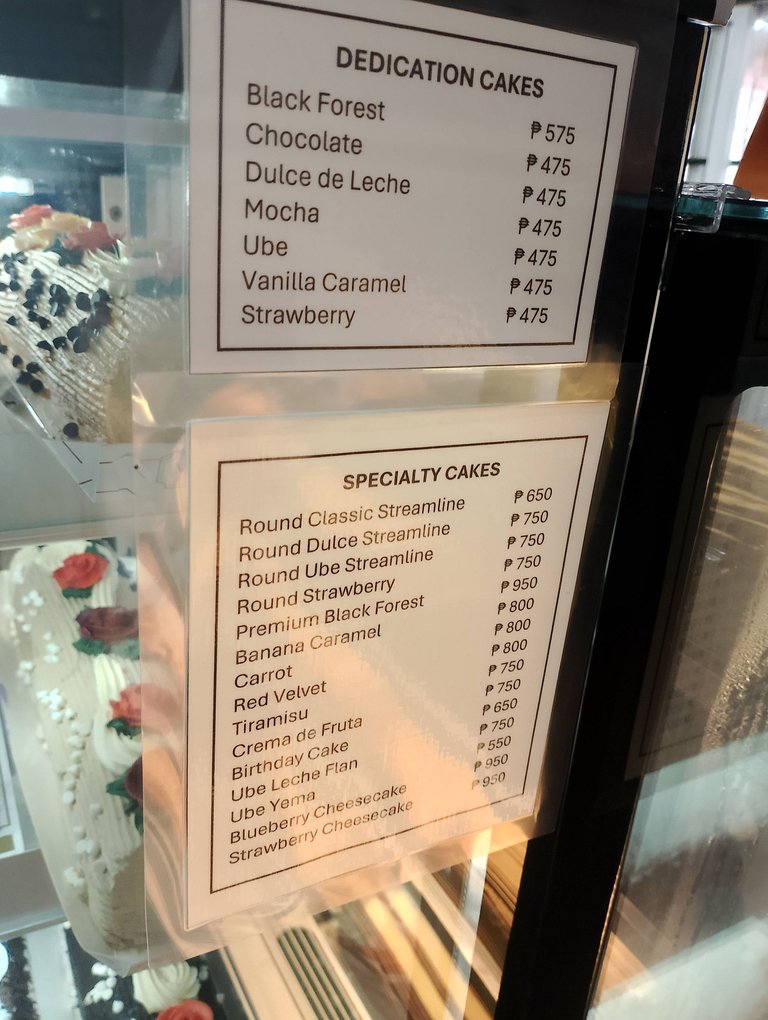 DEDICATION CAKES
Black Forest ₱ 575
Chocolate ₱ 475
Dulce de Leche ₱ 475
Mocha ₱ 475
Ube ₱ 475
Vanilla Caramel ₱ 475
Strawberry ₱ 475
SPECIALTY CAKES
Round Classic Streamline ₱ 650
Round Dulce Streamline ₱ 750
Round Ube Streamline ₱ 750
Round Strawberry ₱ 750
Premium Black Forest ₱ 950
Banana Caramel ₱ 800
Carrot ₱ 800
Red Velvet ₱ 800
Tiramisu ₱ 750
Crema de Fruta ₱ 750
Birthday Cake ₱ 650
Ube Leche Flan ₱ 750
Ube Yema ₱ 550
Blueberry Cheesecake ₱ 950
Strawberry Cheesecake ₱ 950